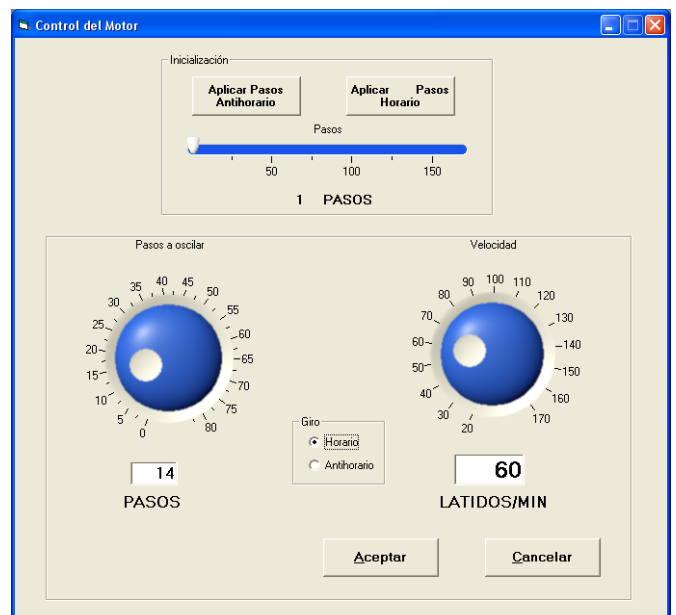 Control del Motor
Inicialización
Aplicar Pasos
Antihorario
Aplicar Pasos
Horario
Pasos
50 100 150
1 PASOS
Pasos a oscilar
0 5 10 15 20 25 30 35 40 45 50 55 60 65 70 75 80
14
PASOS
Giro
Horario
Antihorario
Velocidad
20 30 40 50 60 70 80 90 100 110 120 130 140 150 160 170
60
LATIDOS/MIN
Aceptar
Cancelar